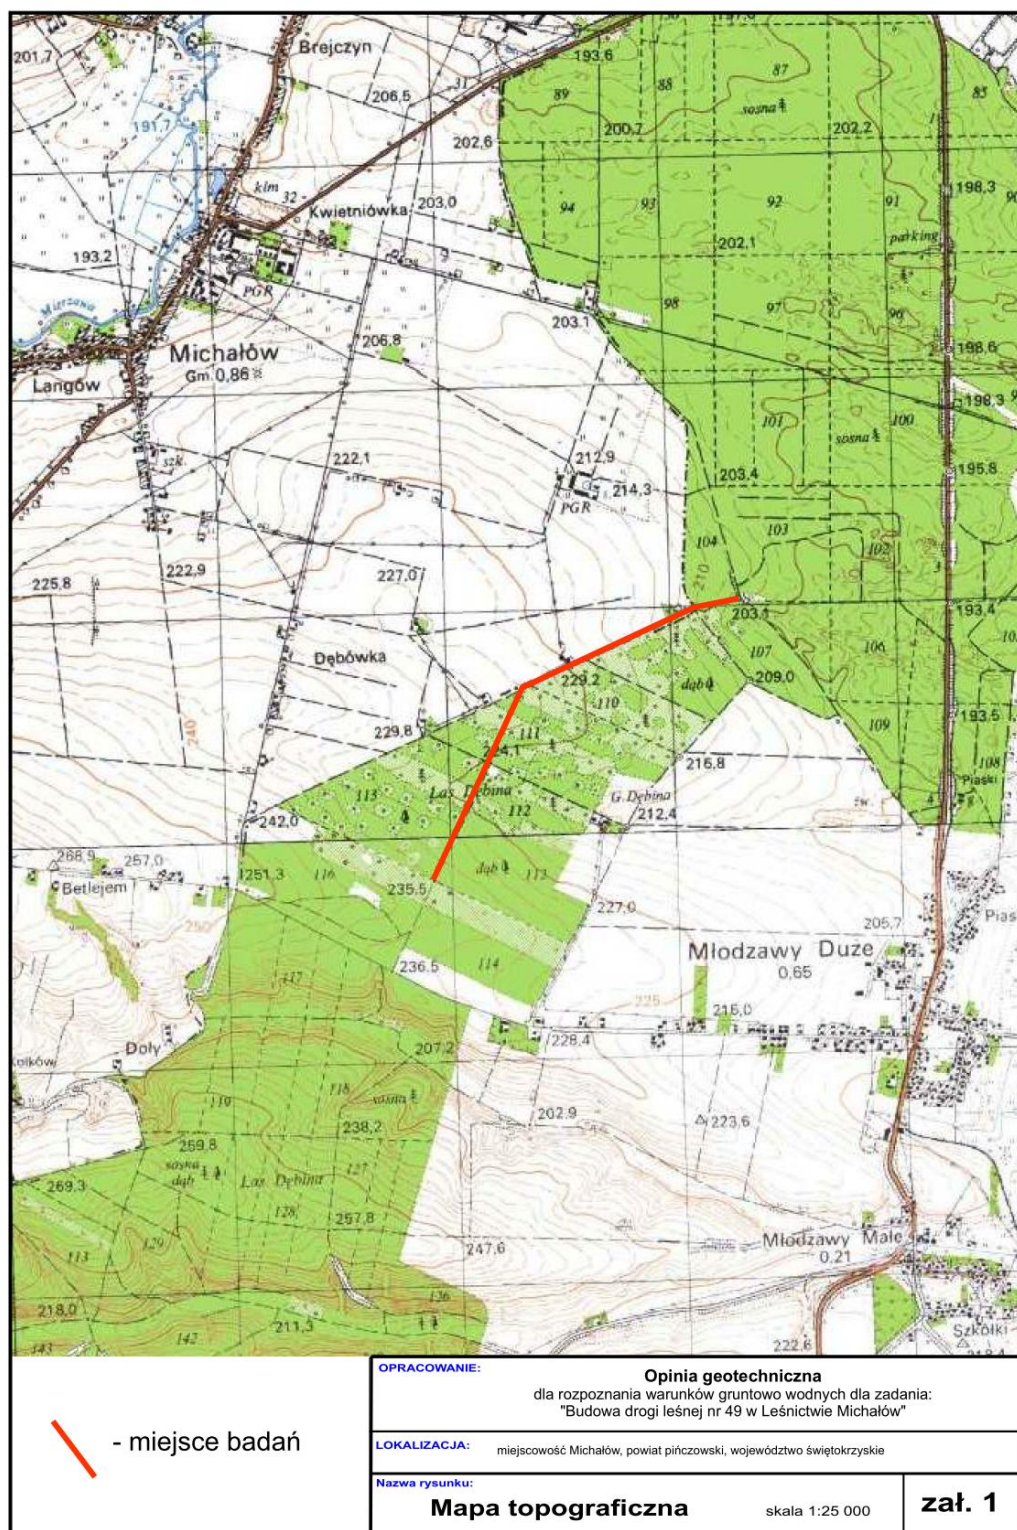 Brejczyn
193,6
87
88
89
85
201,7
206,5
31
sosna
191,7
202,6
200,7
202,2
198,3
klm
32
Kwietniówka
203,0
94
93
92
91
202,1
parking
193,2
PGR
Mierzawa
98
97
96
203.1
206,8
198,6
Michałów
Gm. 0,86
Langów
198,3
101
100
sosna
szk.
222,1
212,9
203,4
195,8
214,3
PGR
103
104
102
225,8
222,9
227,0
210
203.1
193,4
Dębówka
107
106
229,2
dąb
209,0
110
193,5
240
229,8
111
109
216,8
108
Piaski
113
Las Dębina
112
G. Dębina
żw.
242,0
212,4
268,9
257,0
dąb
Betlejem
251,3
116
235,5
227,0
205,7
250
Młodzawy Duże
0,65
117
236,5
114
225
216,0
Doły
207,2
228,4
118
sosna
119
202,9
223,6
238,2
259,8
sosna
dąb
127
269,3
Las Dębina
128
257,8
113
129
247,6
Młodzawy Małe
0.21
136
218,0
211,3
142
143
222,6
Szkółki
218,4
- miejsce badań
OPRACOWANIE:
Opinia geotechniczna
dla rozpoznania warunków gruntowo wodnych dla zadania:
"Budowa drogi leśnej nr 49 w Leśnictwie Michałów"
LOKALIZACJA:
miejscowość Michałów, powiat pińczowski, województwo świętokrzyskie
Nazwa rysunku:
Mapa topograficzna
skala 1:25 000
zał. 1